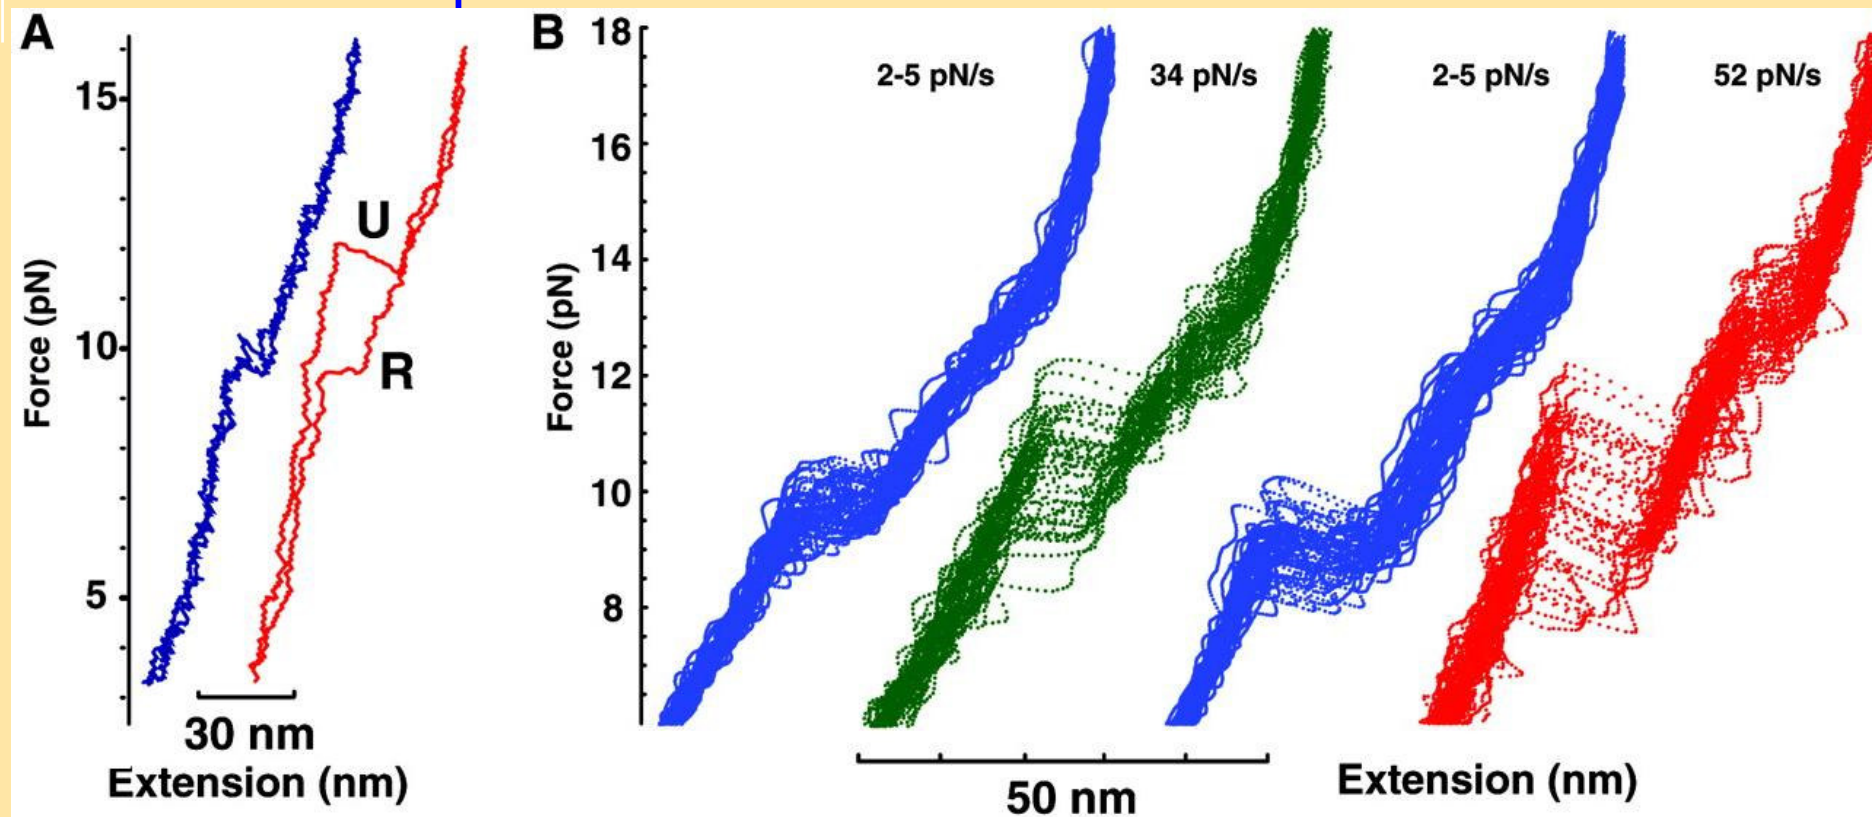 A
Force (pN)
15
10
5
U
R
30 nm
Extension (nm)
B
Force (pN)
18
16
14
12
10
8
2-5 pN/s
34 pN/s
2-5 pN/s
52 pN/s
50 nm
Extension (nm)